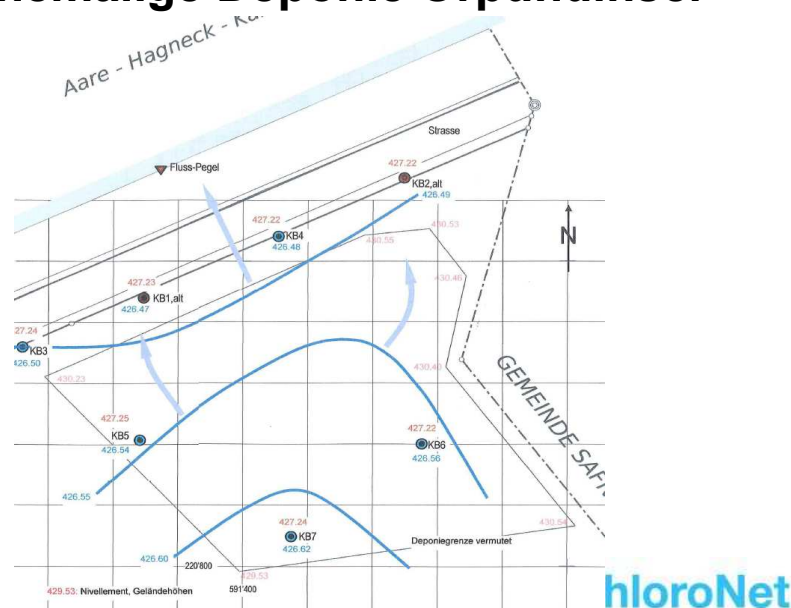 Aare - Hagneck -
Strasse
Fluss-Pegel
427.22
KB2,alt
426.49
427.22
KB4
426.48
430.55
430.53
N
430.46
427.23
KB1,alt
426.47
27.24
KB3
426.50
430.23
430.40
GEMEINDE
427.25
KB5
426.54
427.22
KB6
426.56
426.55
427.24
KB7
426.62
430.54
Deponiegrenze vermutet
426.60
220'800
429.53
429.53: Nivellement, Geländehöhen
591'400
hloroNet